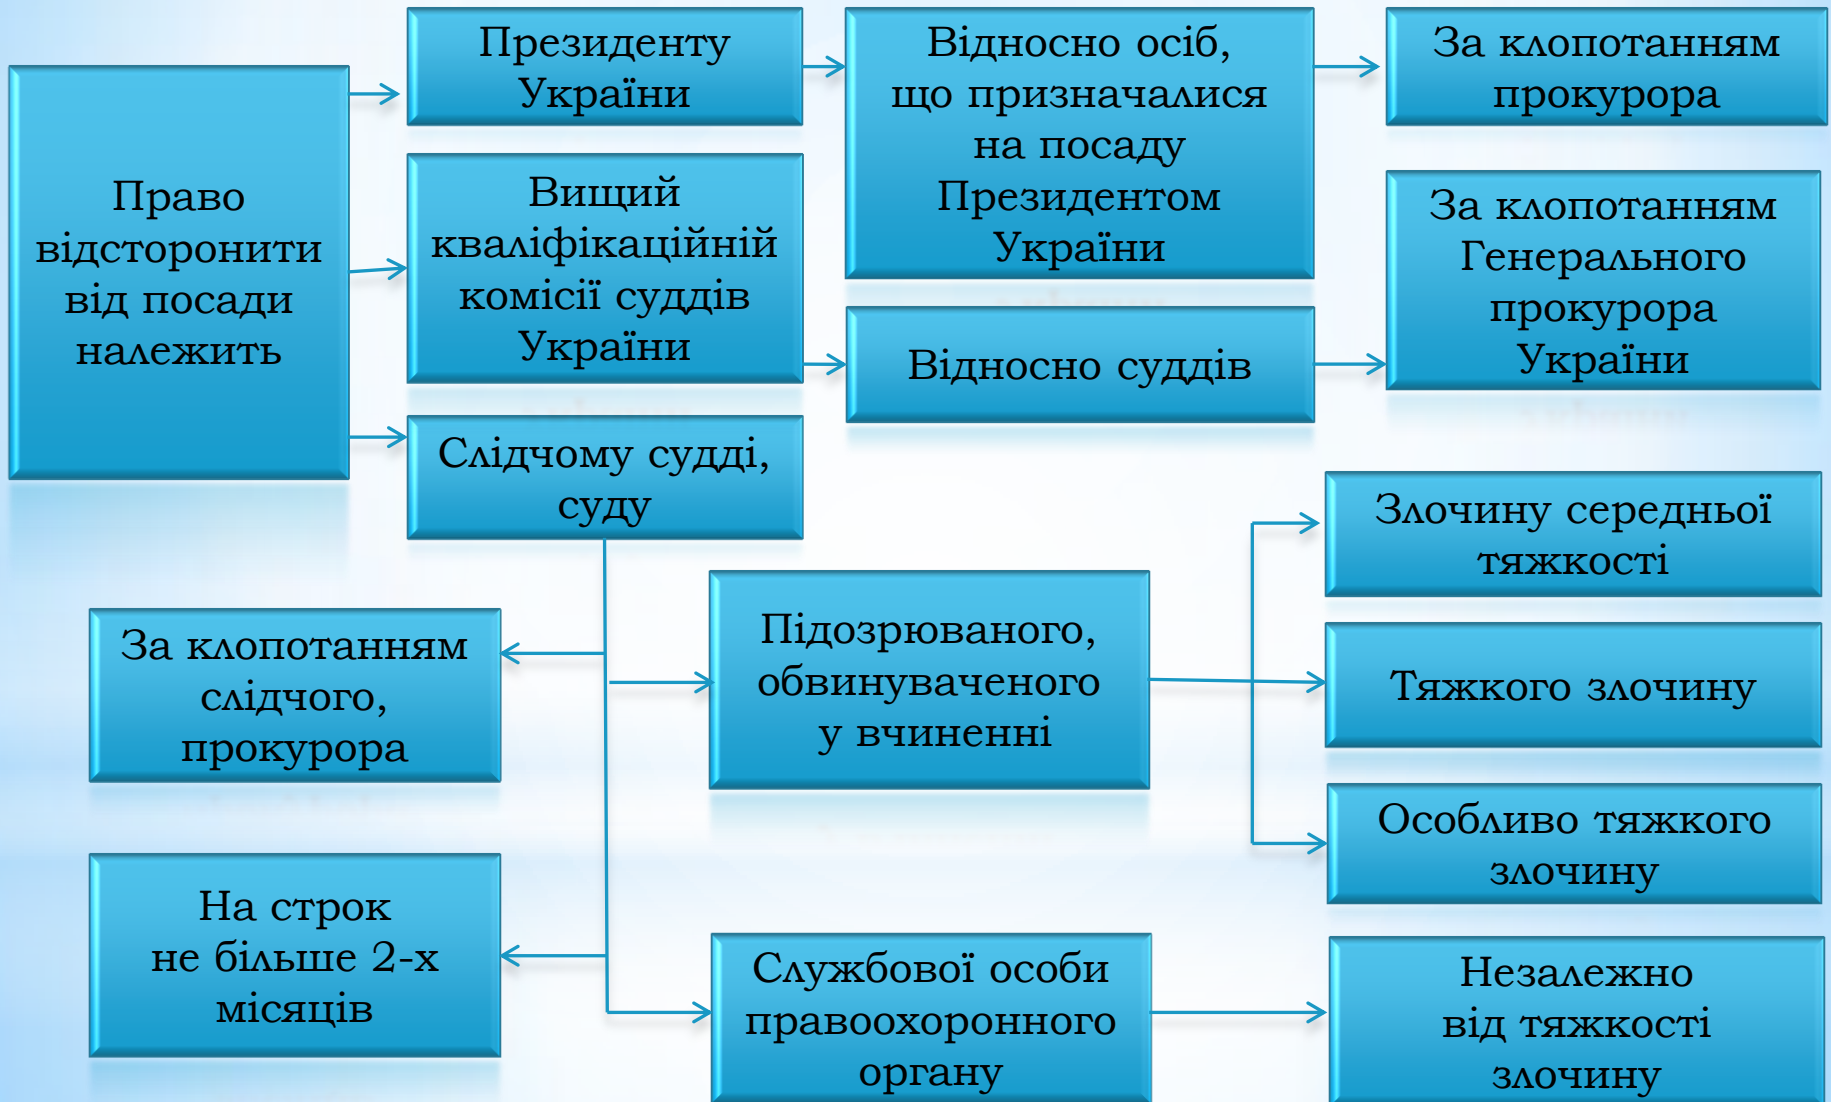 Право
відсторонити
від посади
належить
Президенту
України
Відносно осіб,
що призначалися
на посаду
Президентом
України
За клопотанням
прокурора
Вищий
кваліфікаційній
комісії суддів
України
Відносно суддів
За клопотанням
Генерального
прокурора
України
Слідчому судді,
суду
За клопотанням
слідчого,
прокурора
На строк
не більше 2-х
місяців
Підозрюваного,
обвинуваченого
у вчиненні
Злочину середньої
тяжкості
Тяжкого злочину
Особливо тяжкого
злочину
Службової особи
правоохоронного
органу
Незалежно
від тяжкості
злочину